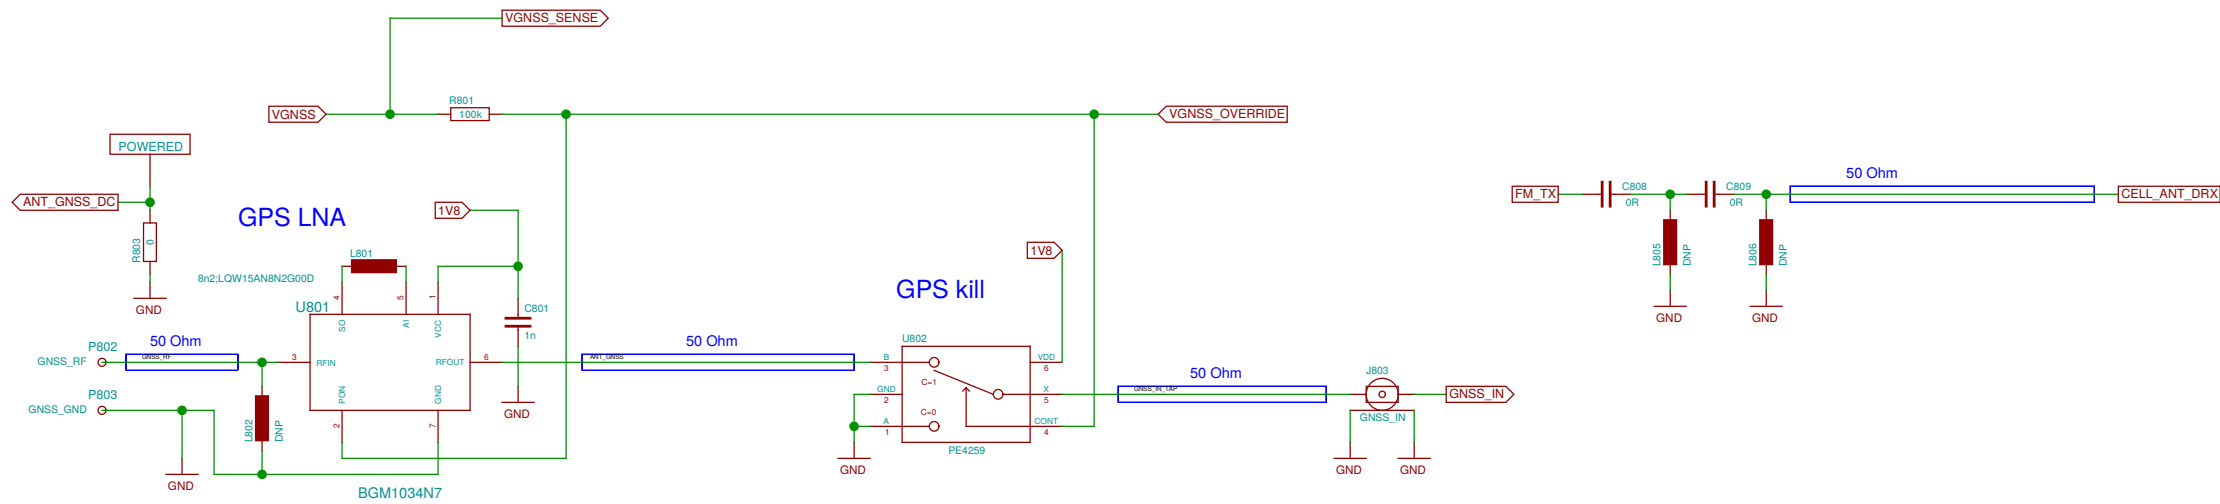 VGNSS_SENSE
R801
VGNSS
100k
VGNSS_OVERRIDE
POWERED
ANT_GNSS_DC
GPS LNA
1V8
R803
0
GND
L801
8n2;LQW15AN8N2G00D
U801
4
5
1
SO
AI
VCC
C801
1n
GND
P802
GNSS_RF
50 Ohm
GNSS_RF
3
RFIN
RFOUT
6
PON
GND
2
7
P803
GNSS_GND
L802
DNP
GND
BGM1034N7
50 Ohm
ANT_GNSS
GPS kill
1V8
U802
B
3
GND
2
A
1
C=1
C=0
VDD
6
X
5
CONT
4
PE4259
GND
50 Ohm
GNSS_IN_TAP
J803
GNSS_IN
GNSS_IN
GND
GND
FM_TX
C808
0R
C809
0R
50 Ohm
CELL_ANT_DRX
L805
DNP
L806
DNP
GND
GND